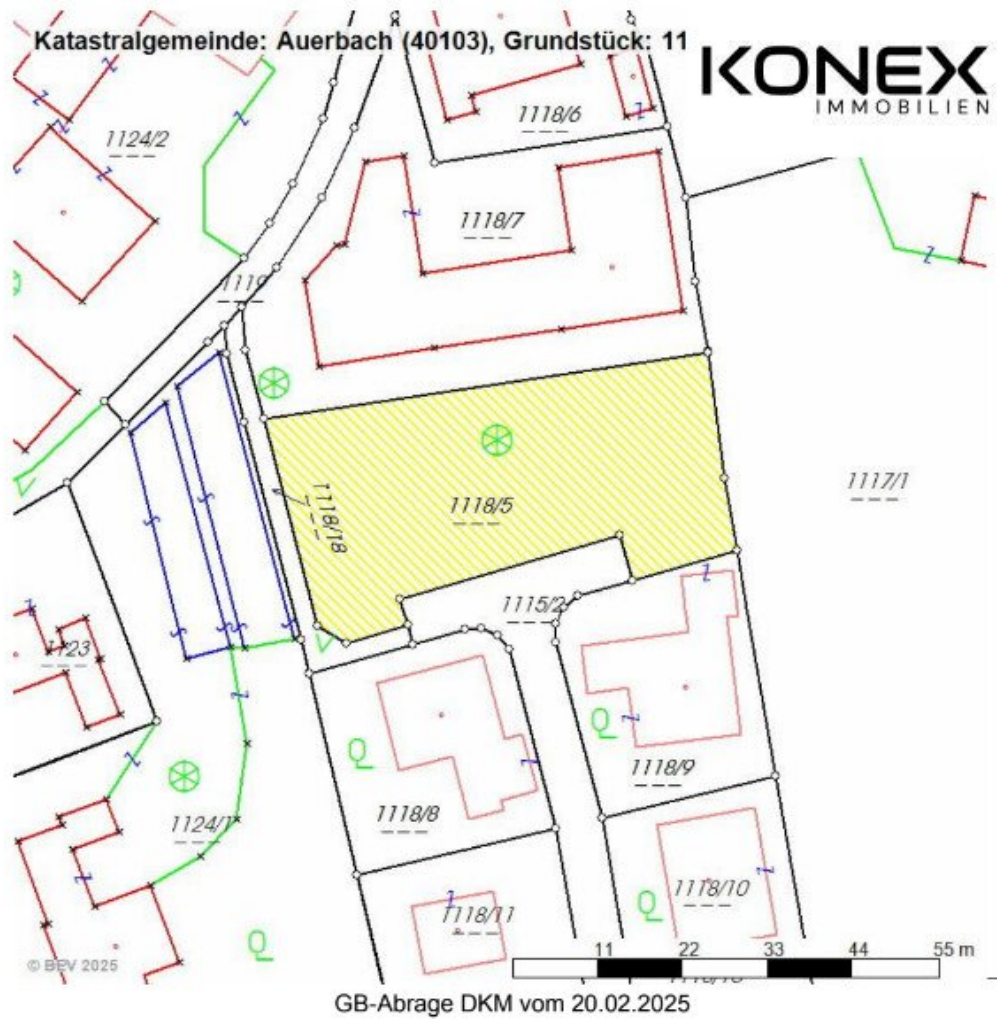 Katastralgemeinde: Auerbach (40103), Grundstück: 11
KONEX
IMMOBILIEN
1124/2
1118/6
1118/7
1119
1118/18
1118/5
1117/1
1115/2
1123
1118/9
1118/8
1124/1
1118/10
1118/11
11 22 33 44 55 m
© BEV 2025
GB-Abrage DKM vom 20.02.2025